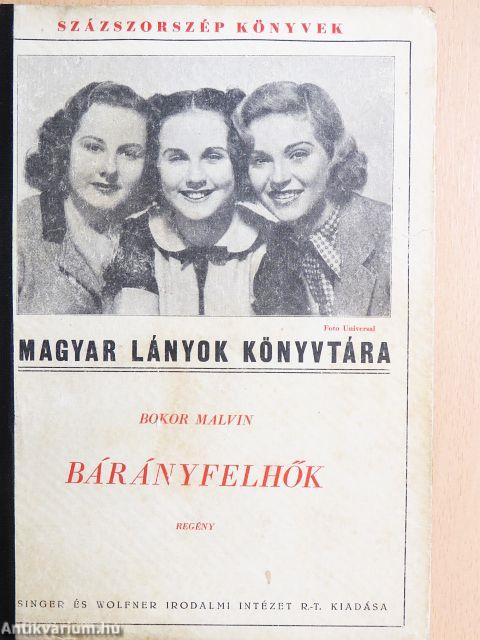 SZÁZSZORSZÉP KÖNYVEK
Foto Universal
MAGYAR LÁNYOK KÖNYVTÁRA
BOKOR MALVIN
BÁRÁNYFELHŐK
REGÉNY
SINGER ÉS WOLFNER IRODALMI INTÉZET R.-T. KIADÁSA
Antikvarium.hu